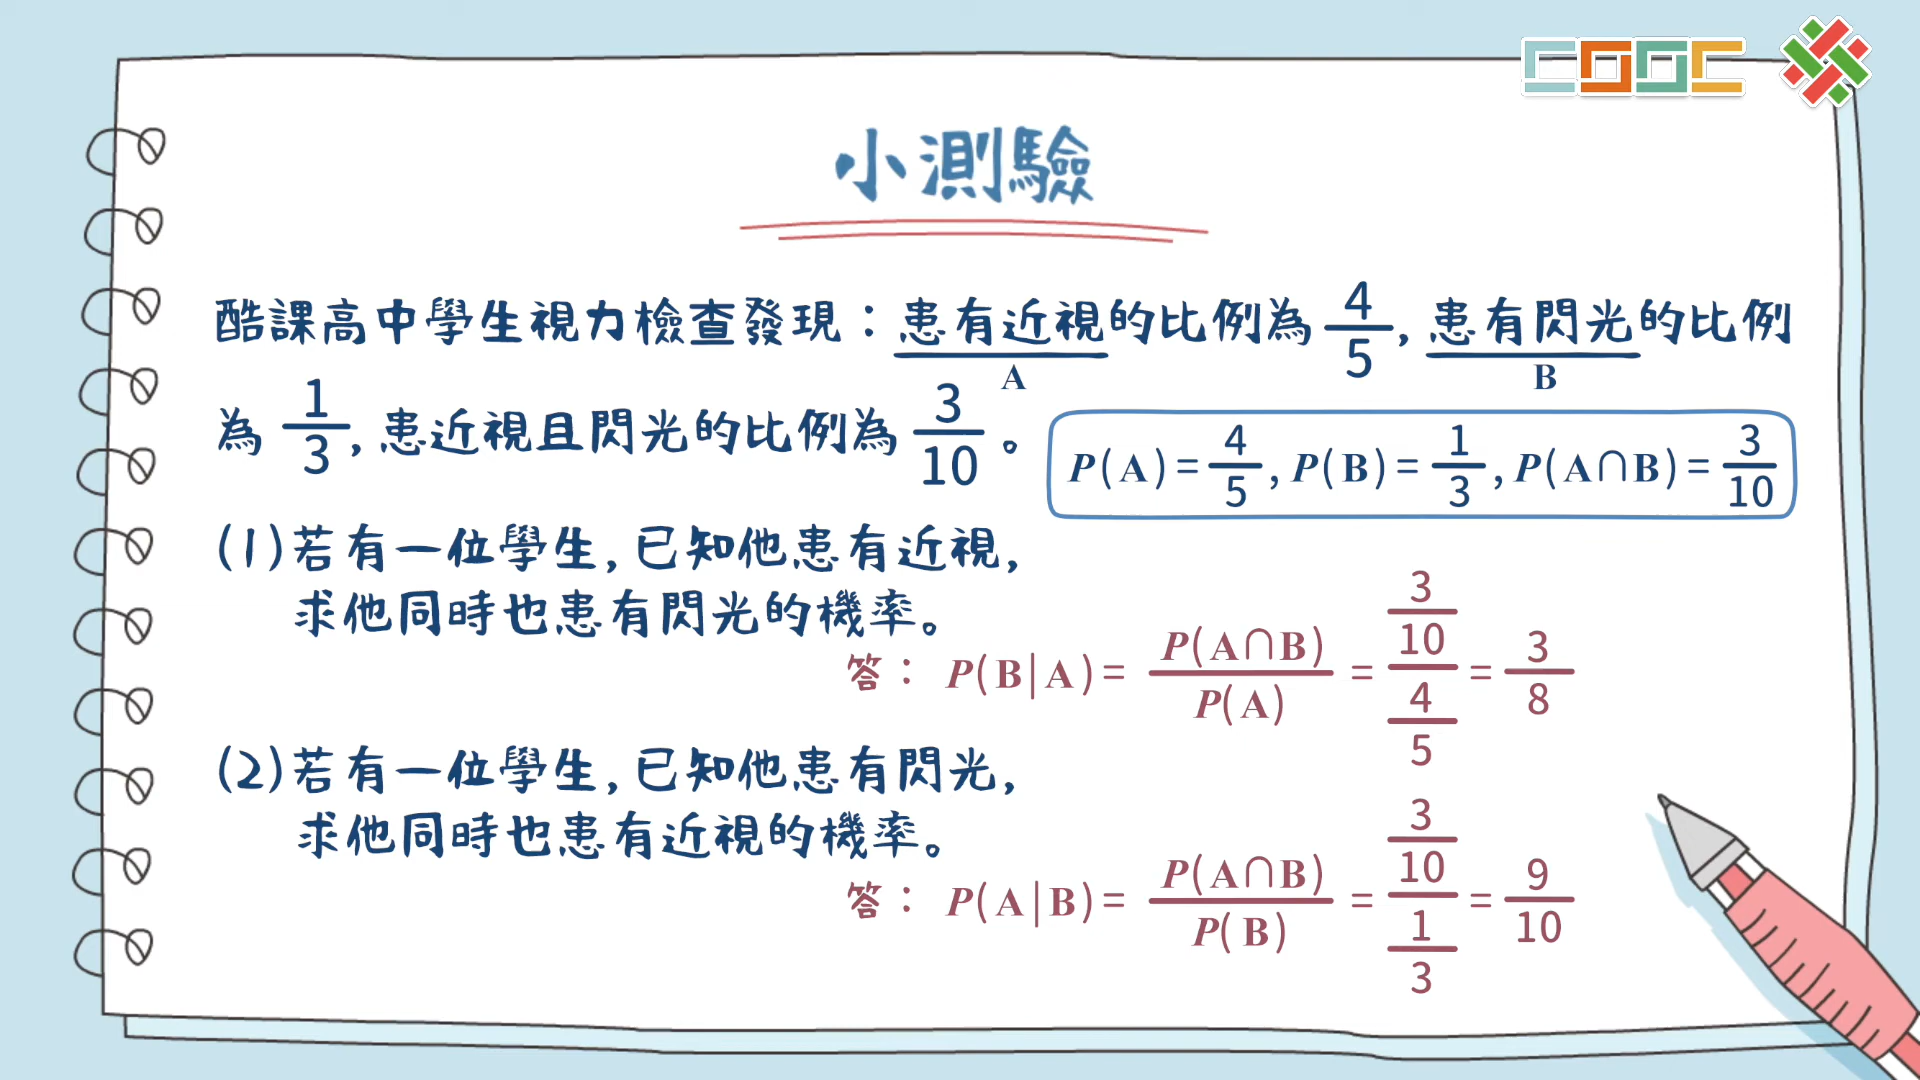 COOC
小測驗
酷課高中學生視力檢查發現：患有近視的比例為 4/5, 患有閃光的比例
A B
為 1/3, 患近視且閃光的比例為 3/10。
P(A)=4/5, P(B)=1/3, P(A∩B)=3/10
(1)若有一位學生, 已知他患有近視,
求他同時也患有閃光的機率。
答： P(B|A)= P(A∩B)/P(A) = (3/10)/(4/5) = 3/8
(2)若有一位學生, 已知他患有閃光,
求他同時也患有近視的機率。
答： P(A|B)= P(A∩B)/P(B) = (3/10)/(1/3) = 9/10